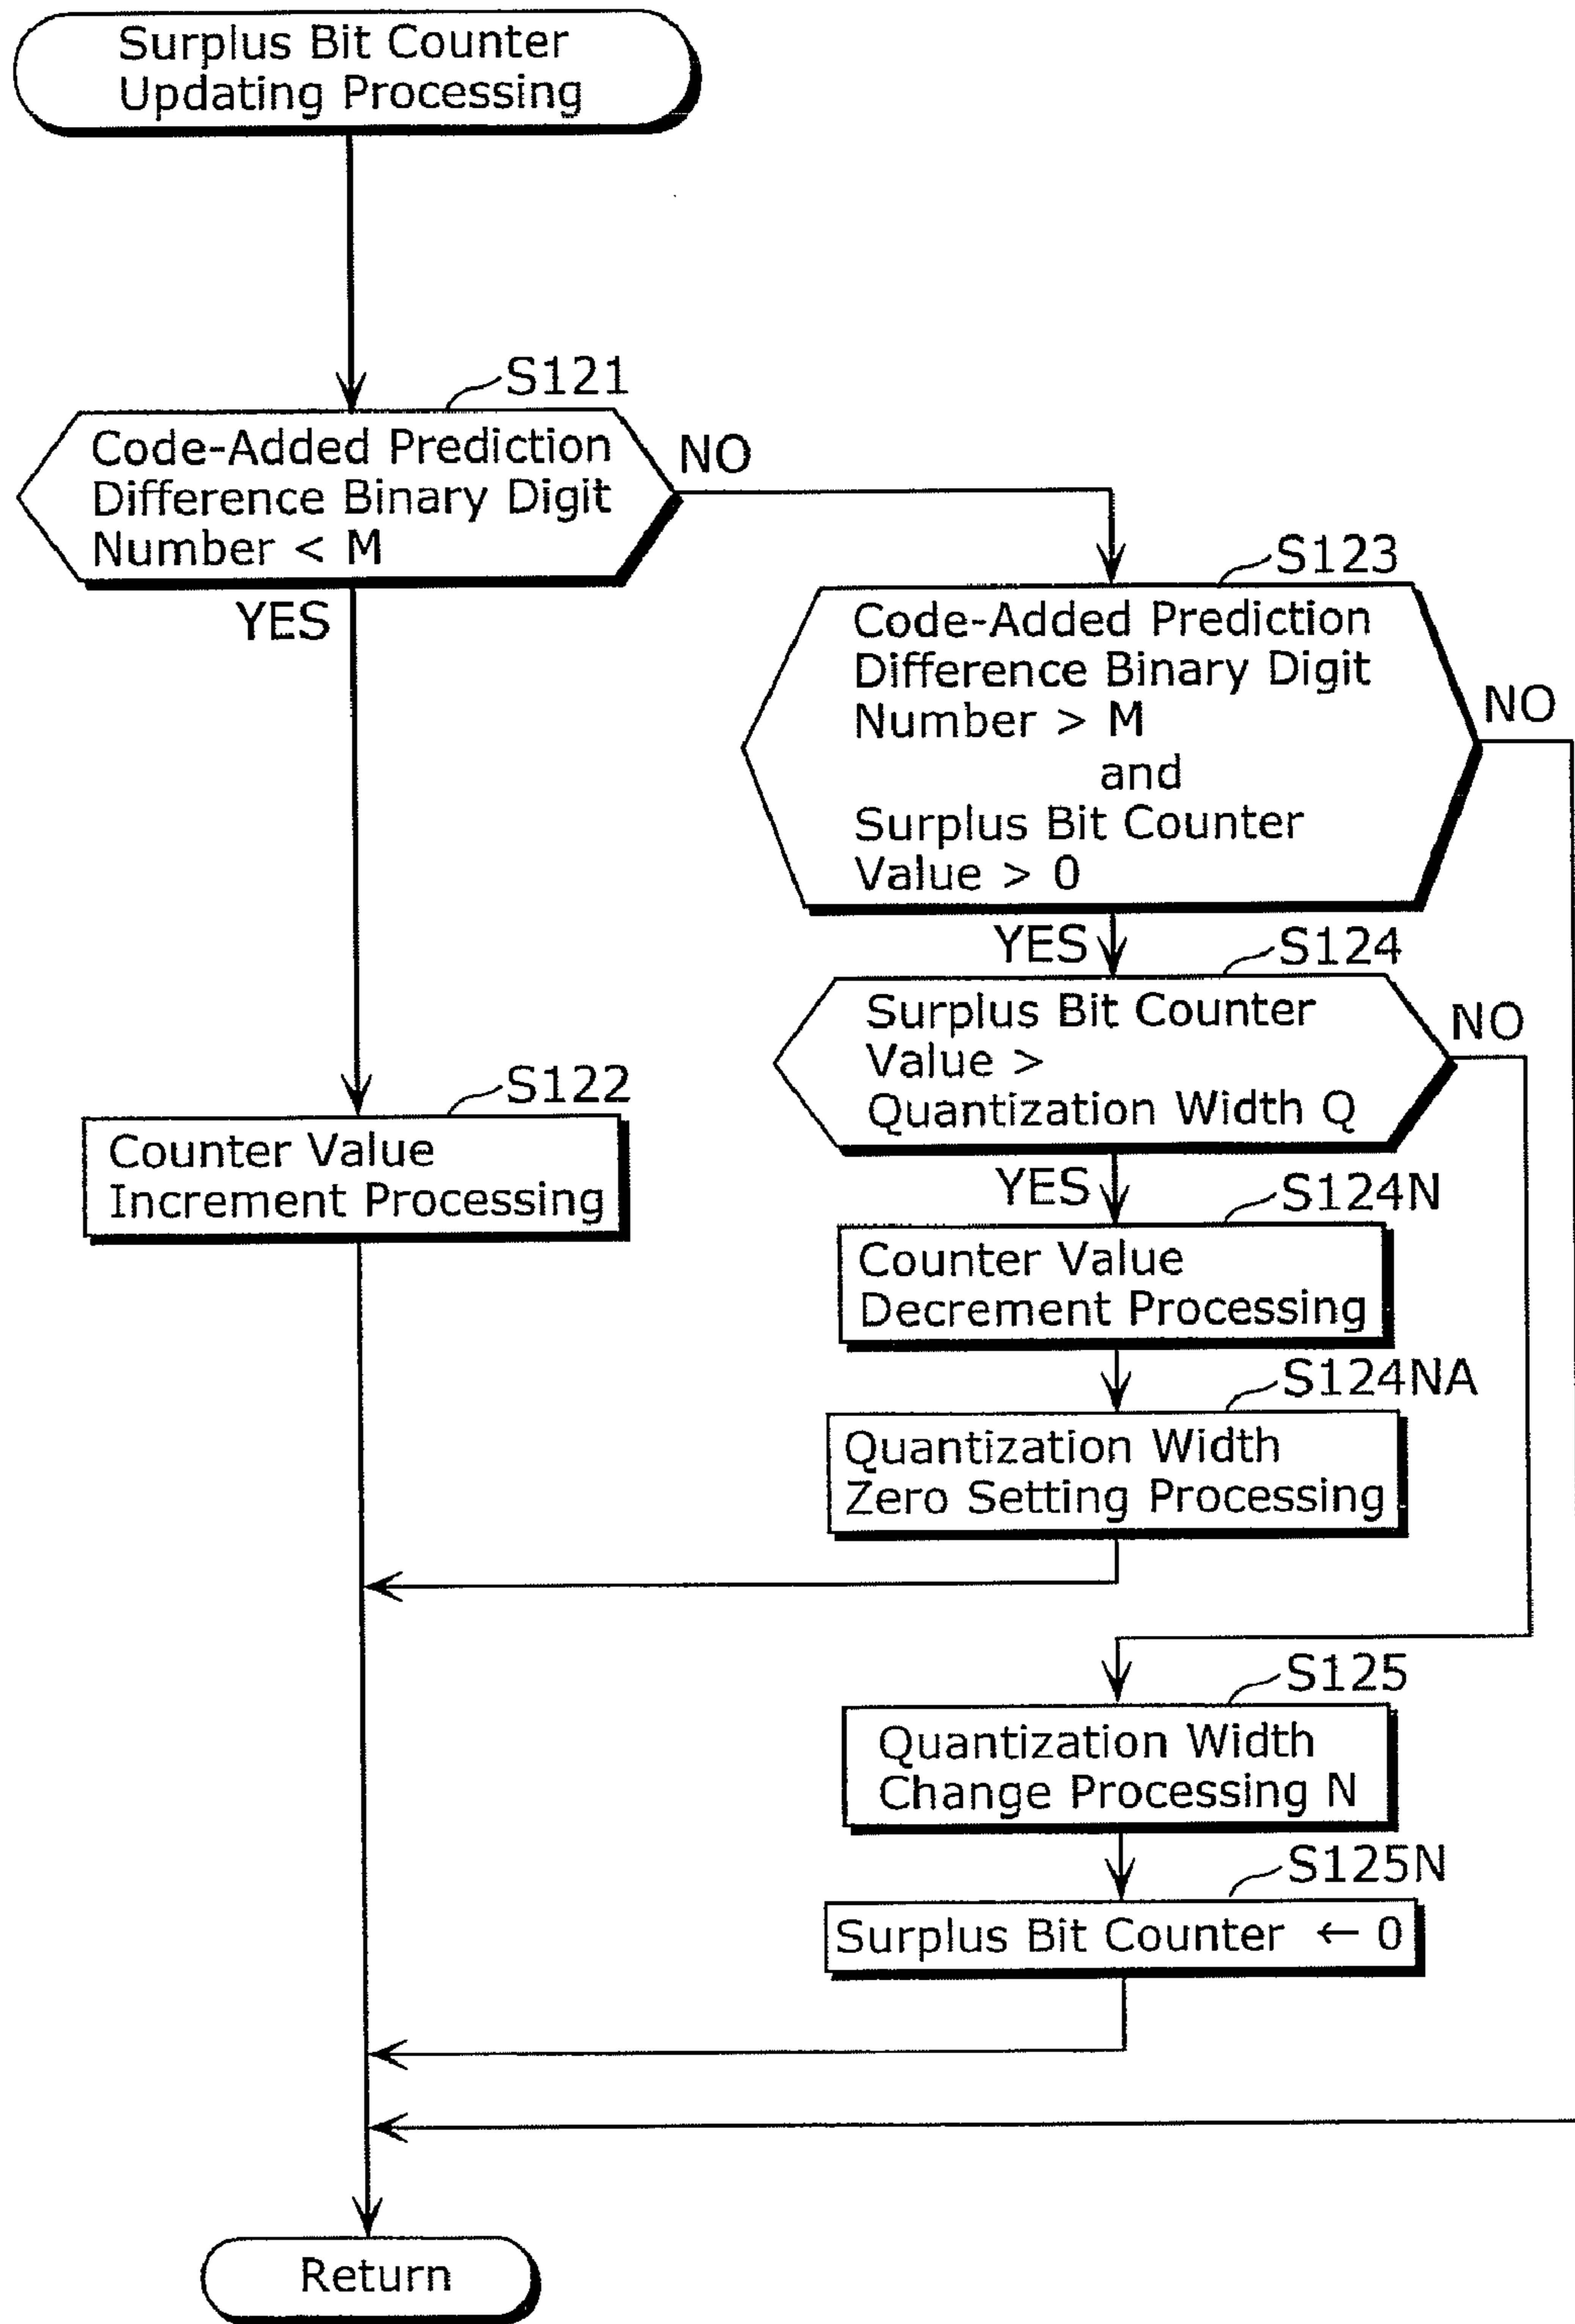 Surplus Bit Counter
Updating Processing
S121
Code-Added Prediction
Difference Binary Digit
Number < M
NO
YES
S123
Code-Added Prediction
Difference Binary Digit
Number > M
and
Surplus Bit Counter
Value > 0
NO
YES
S124
Surplus Bit Counter
Value >
Quantization Width Q
NO
YES
S122
Counter Value
Increment Processing
S124N
Counter Value
Decrement Processing
S124NA
Quantization Width
Zero Setting Processing
S125
Quantization Width
Change Processing N
S125N
Surplus Bit Counter ← 0
Return